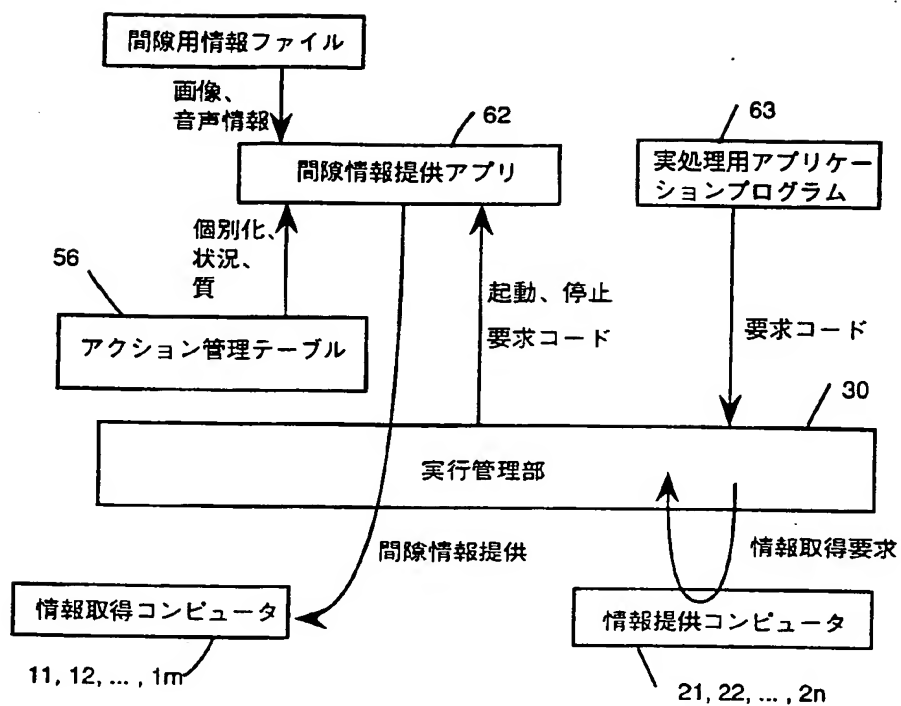 間隙用情報ファイル
画像、
音声情報
62
63
間隙情報提供アプリ
実処理用アプリケー
ションプログラム
個別化、
状況、
質
56
起動、停止
要求コード
要求コード
アクション管理テーブル
30
実行管理部
間隙情報提供
情報取得要求
情報取得コンピュータ
情報提供コンピュータ
11, 12, ... , 1m
21, 22, ... , 2n